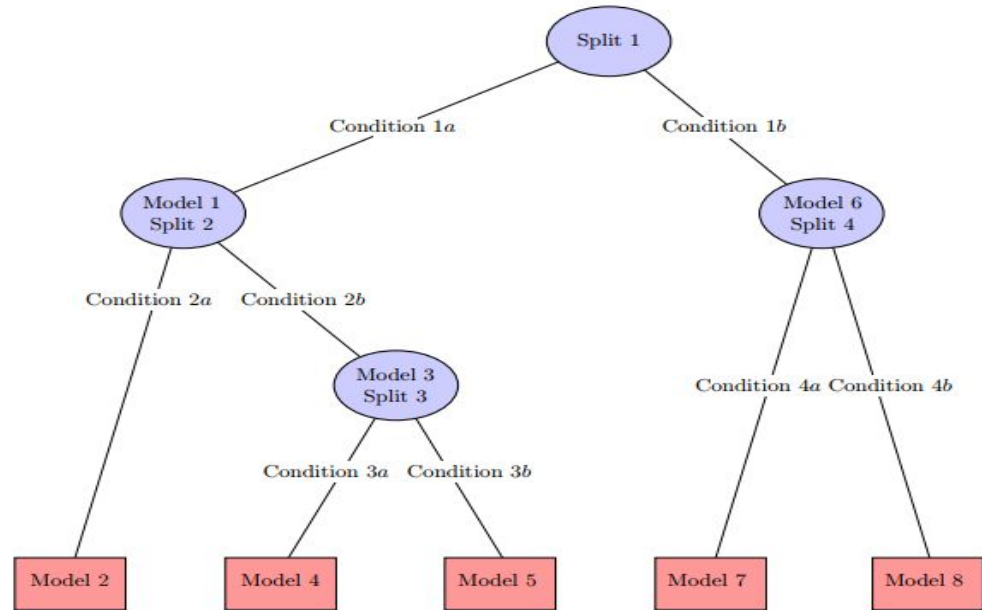 Split 1
Condition 1a
Condition 1b
Model 1
Split 2
Model 6
Split 4
Condition 2a
Condition 2b
Model 3
Split 3
Condition 4a
Condition 4b
Condition 3a
Condition 3b
Model 2
Model 4
Model 5
Model 7
Model 8